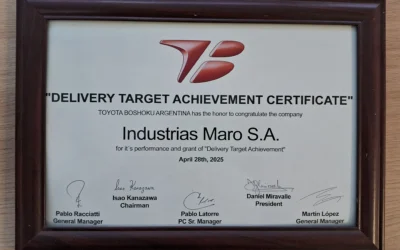 "DELIVERY TARGET ACHIEVEMENT CERTIFICATE"
TOYOTA BOSHOKU ARGENTINA has the honor to congratulate the company
Industrias Maro S.A.
for it´s performance and grant of "Delivery Target Achievement"
April 28th, 2025
Pablo Racciatti
General Manager
Isao Kanazawa
Chairman
Pablo Latorre
PC Sr. Manager
Daniel Miravalle
President
Martin López
General Manager